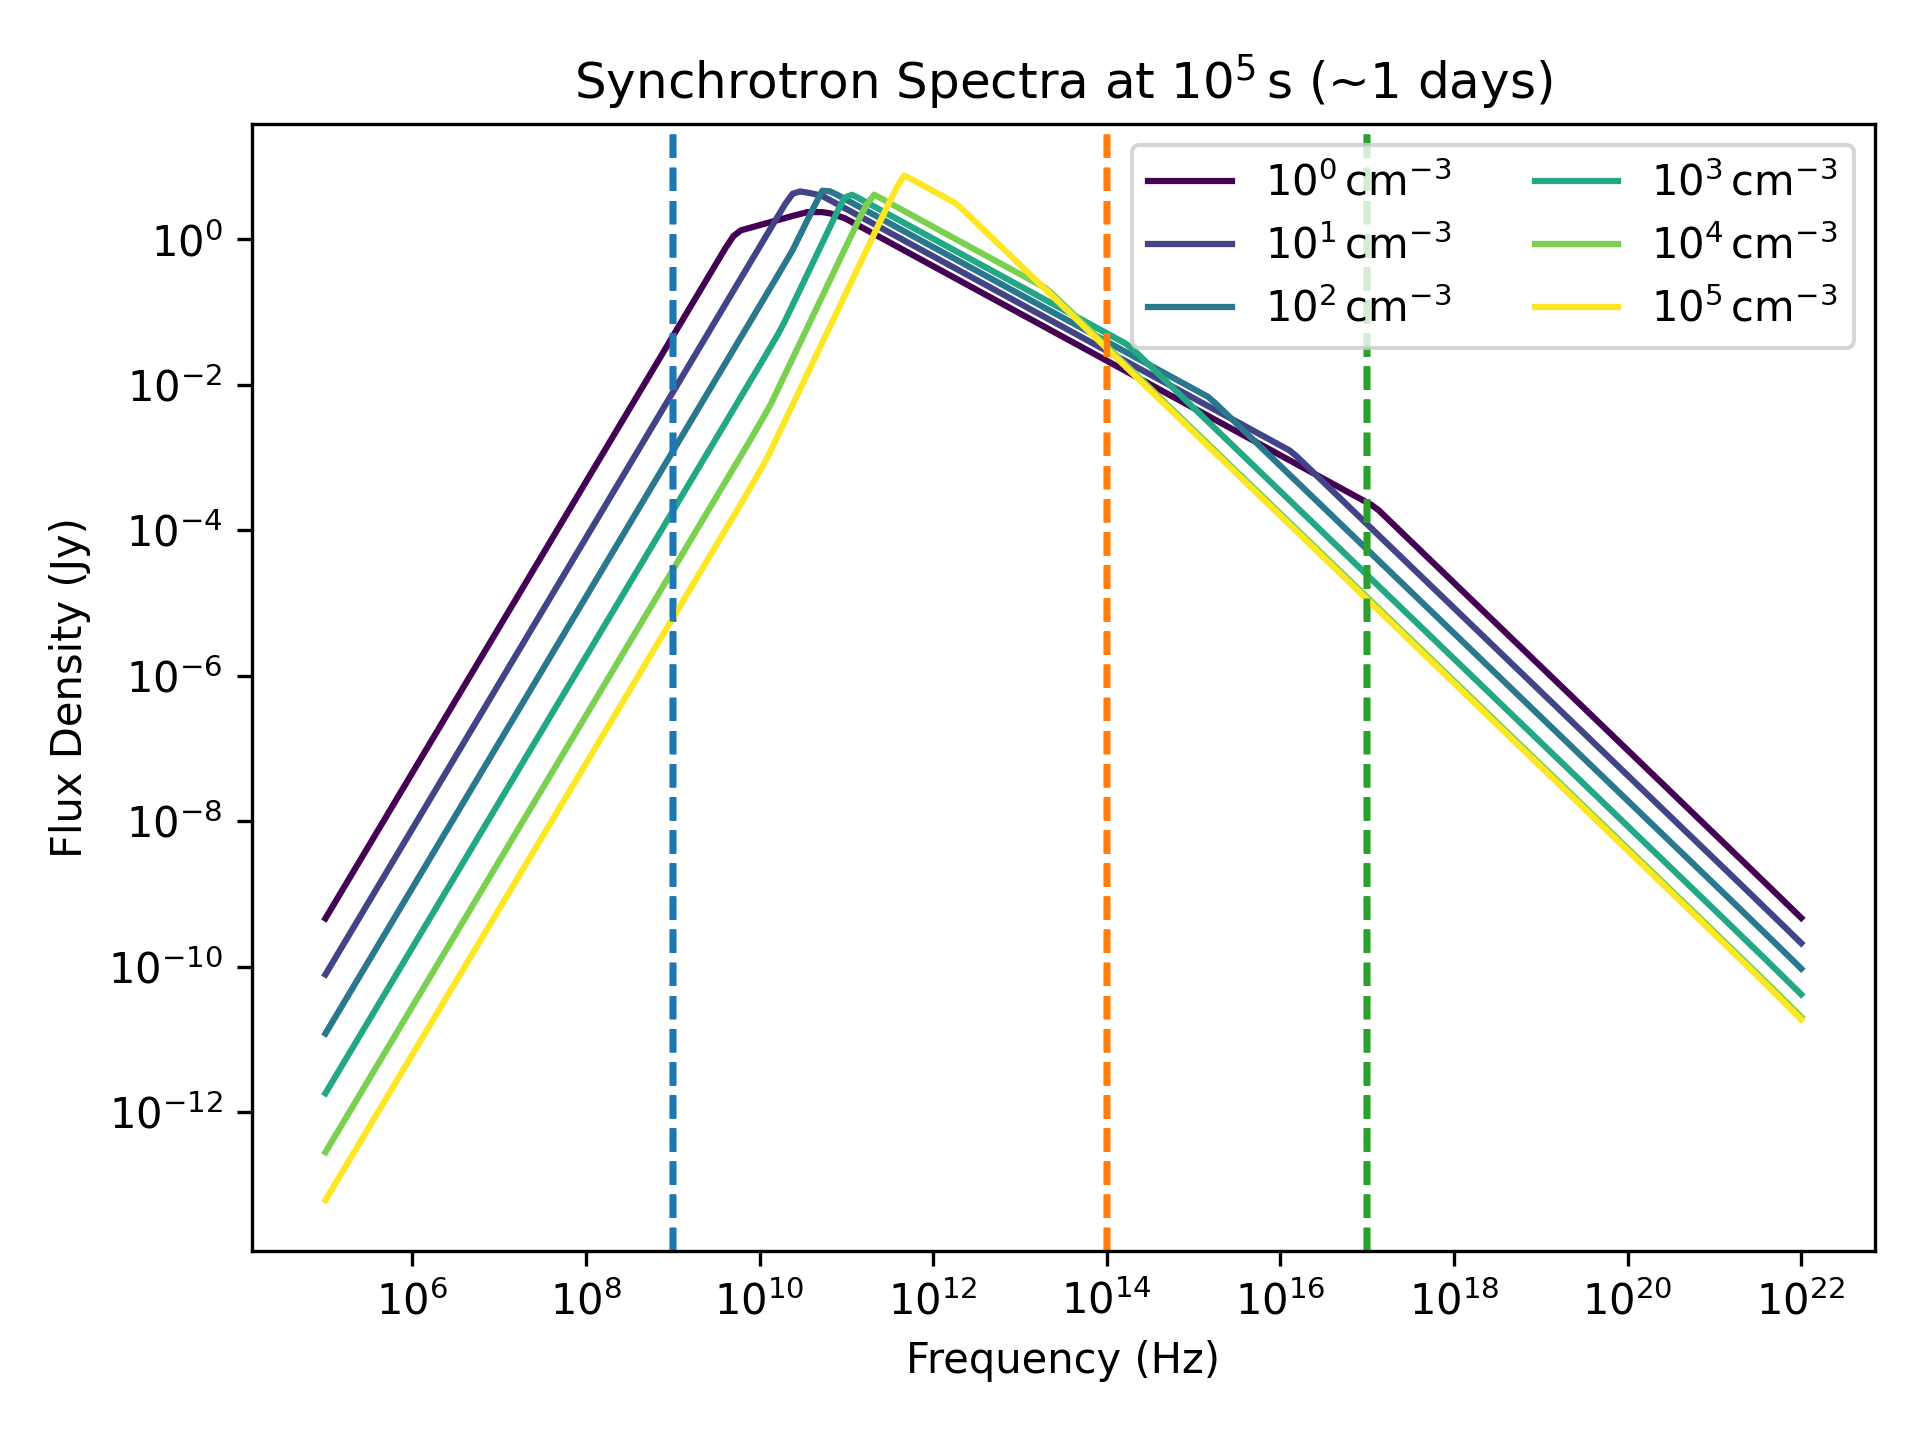 Synchrotron Spectra at 10⁵ s (~1 days)
10⁰ cm⁻³
10¹ cm⁻³
10² cm⁻³
10³ cm⁻³
10⁴ cm⁻³
10⁵ cm⁻³
Flux Density (Jy)
10⁰
10⁻²
10⁻⁴
10⁻⁶
10⁻⁸
10⁻¹⁰
10⁻¹²
10⁶ 10⁸ 10¹⁰ 10¹² 10¹⁴ 10¹⁶ 10¹⁸ 10²⁰ 10²²
Frequency (Hz)